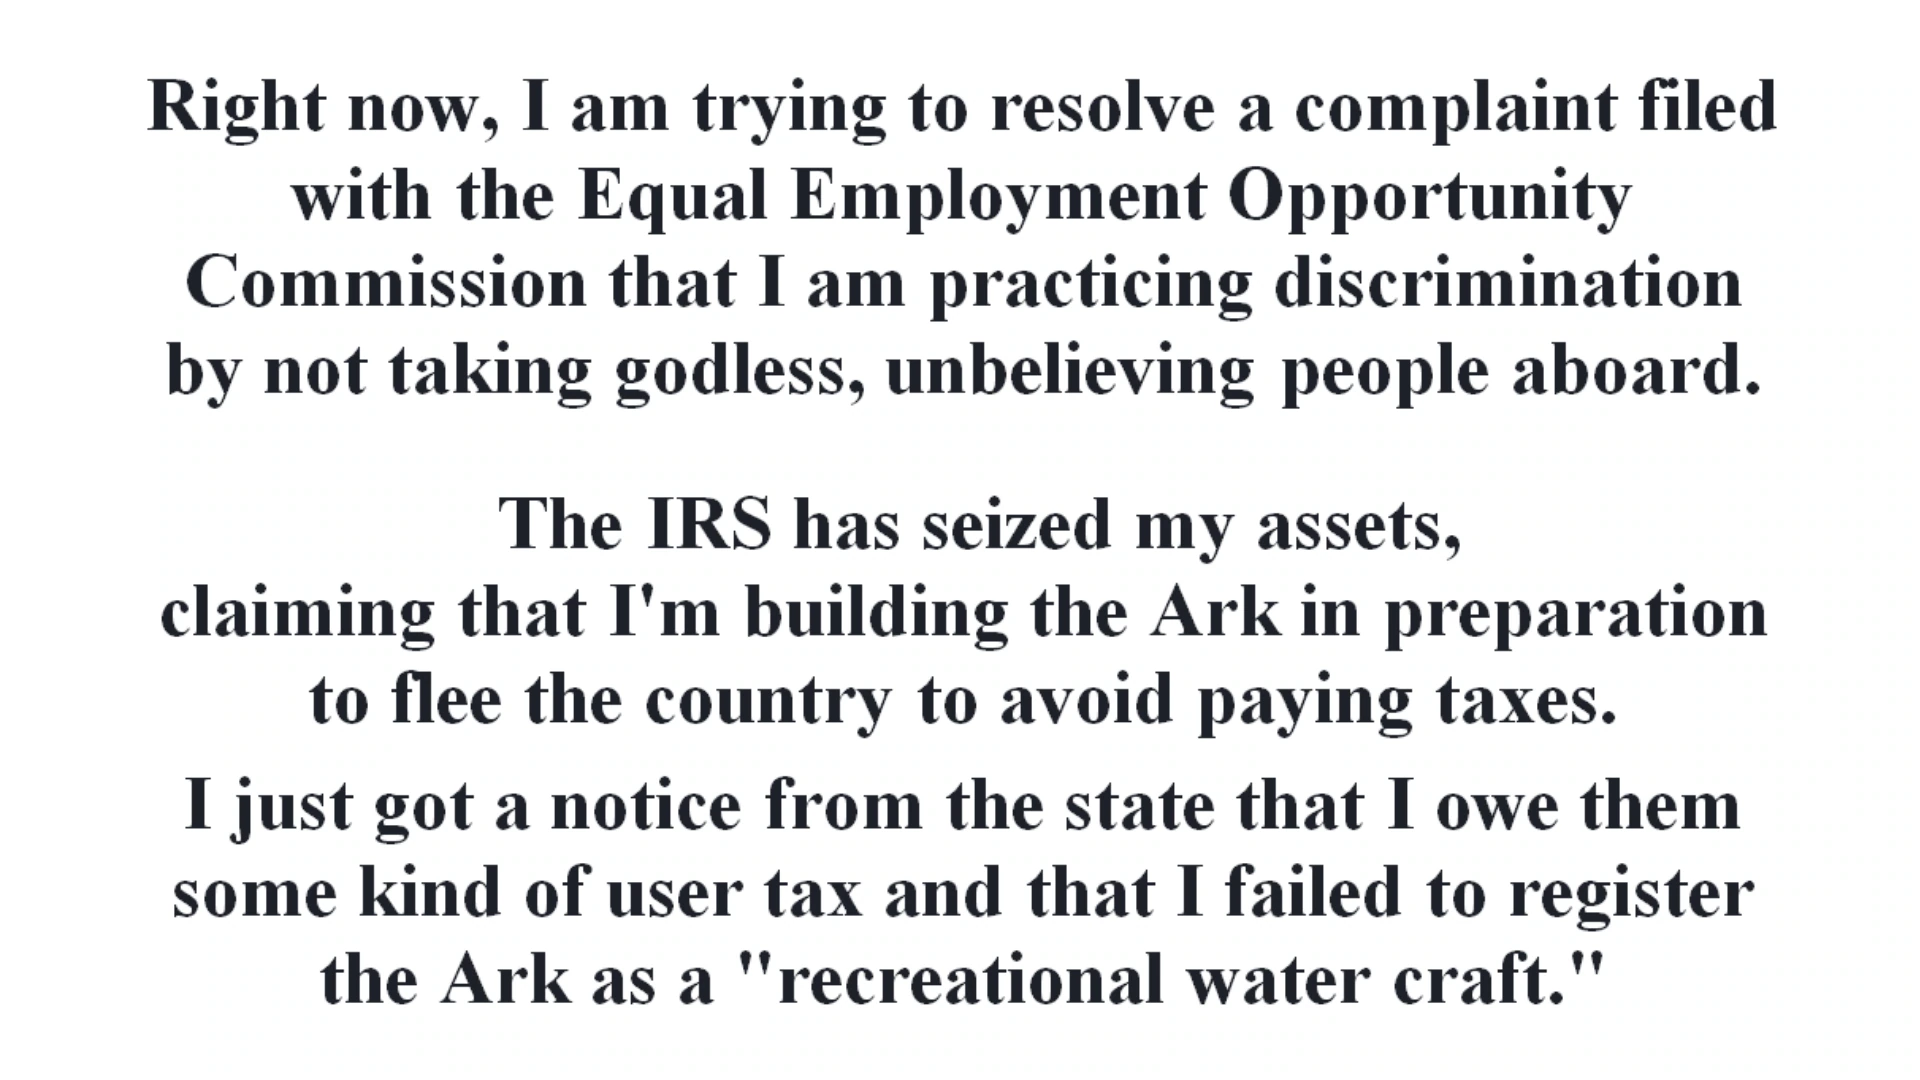 Right now, I am trying to resolve a complaint filed
with the Equal Employment Opportunity
Commission that I am practicing discrimination
by not taking godless, unbelieving people aboard.
The IRS has seized my assets,
claiming that I'm building the Ark in preparation
to flee the country to avoid paying taxes.
I just got a notice from the state that I owe them
some kind of user tax and that I failed to register
the Ark as a "recreational water craft."